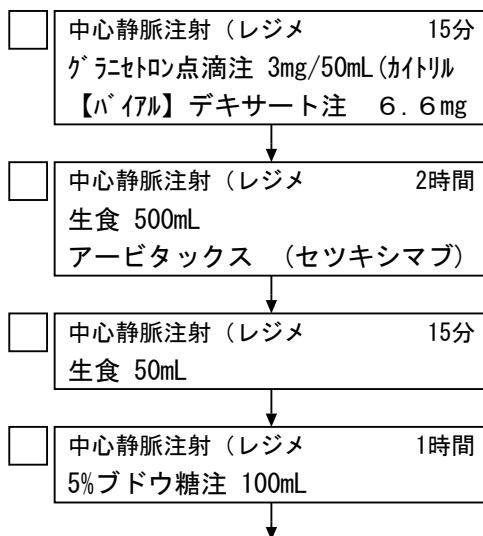 中心静脈注射（レジメ 15分
ｸﾞﾗﾆｾﾄﾛﾝ点滴注 3mg/50mL(ｶｲﾄﾘﾙ
【ﾊﾞｲｱﾙ】デキサート注 ６.６mg
中心静脈注射（レジメ 2時間
生食 500mL
アービタックス （セツキシマブ）
中心静脈注射（レジメ 15分
生食 50mL
中心静脈注射（レジメ 1時間
5%ブドウ糖注 100mL